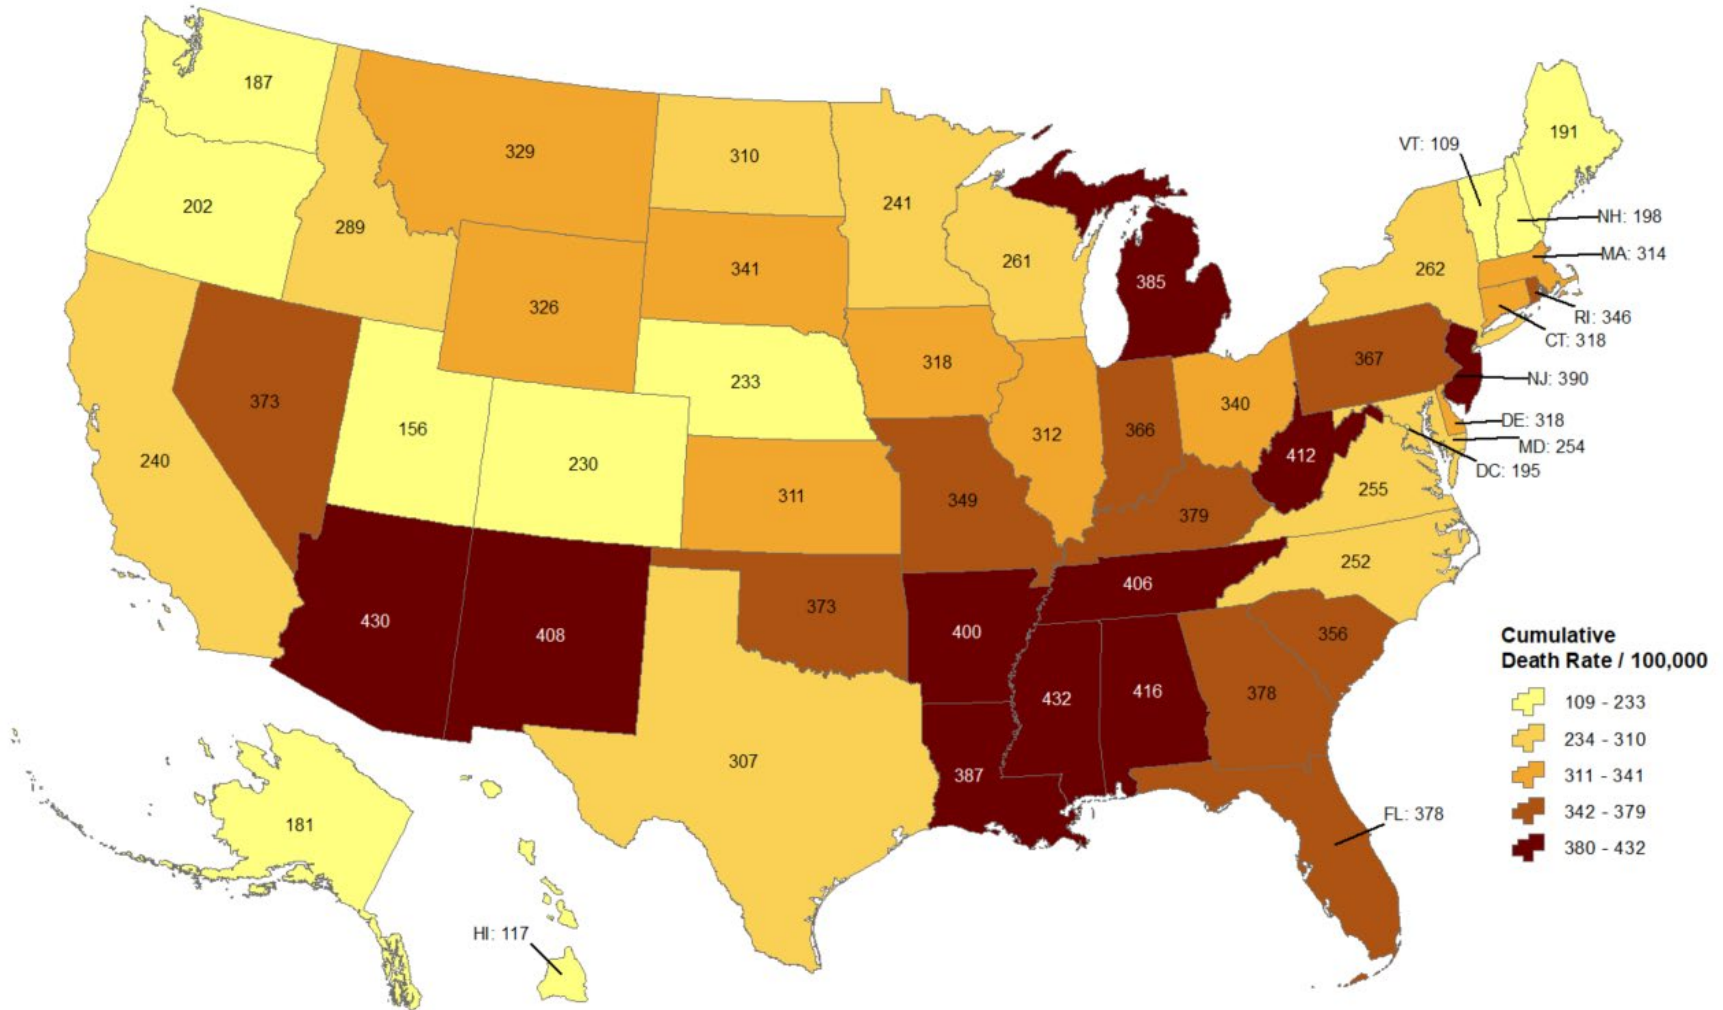 187
329
310
191
VT: 109
202
289
241
NH: 198
MA: 314
341
261
262
385
326
RI: 346
CT: 318
318
367
233
NJ: 390
373
340
156
312
366
DE: 318
MD: 254
230
412
DC: 195
240
311
349
255
379
252
406
373
430
400
408
356
Cumulative
Death Rate / 100,000
432
416
378
109 - 233
234 - 310
307
387
311 - 341
342 - 379
FL: 378
181
380 - 432
HI: 117